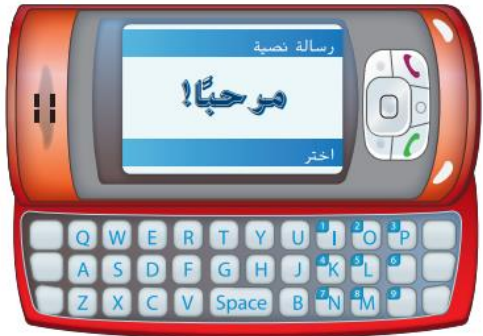 رسالة نصية
مرحبًا!
اختر
Q W E R T Y U 1 I 2 O 3 P
A S D F G H J 4 K 5 L 6
Z X C V Space B 7 N 8 M 9